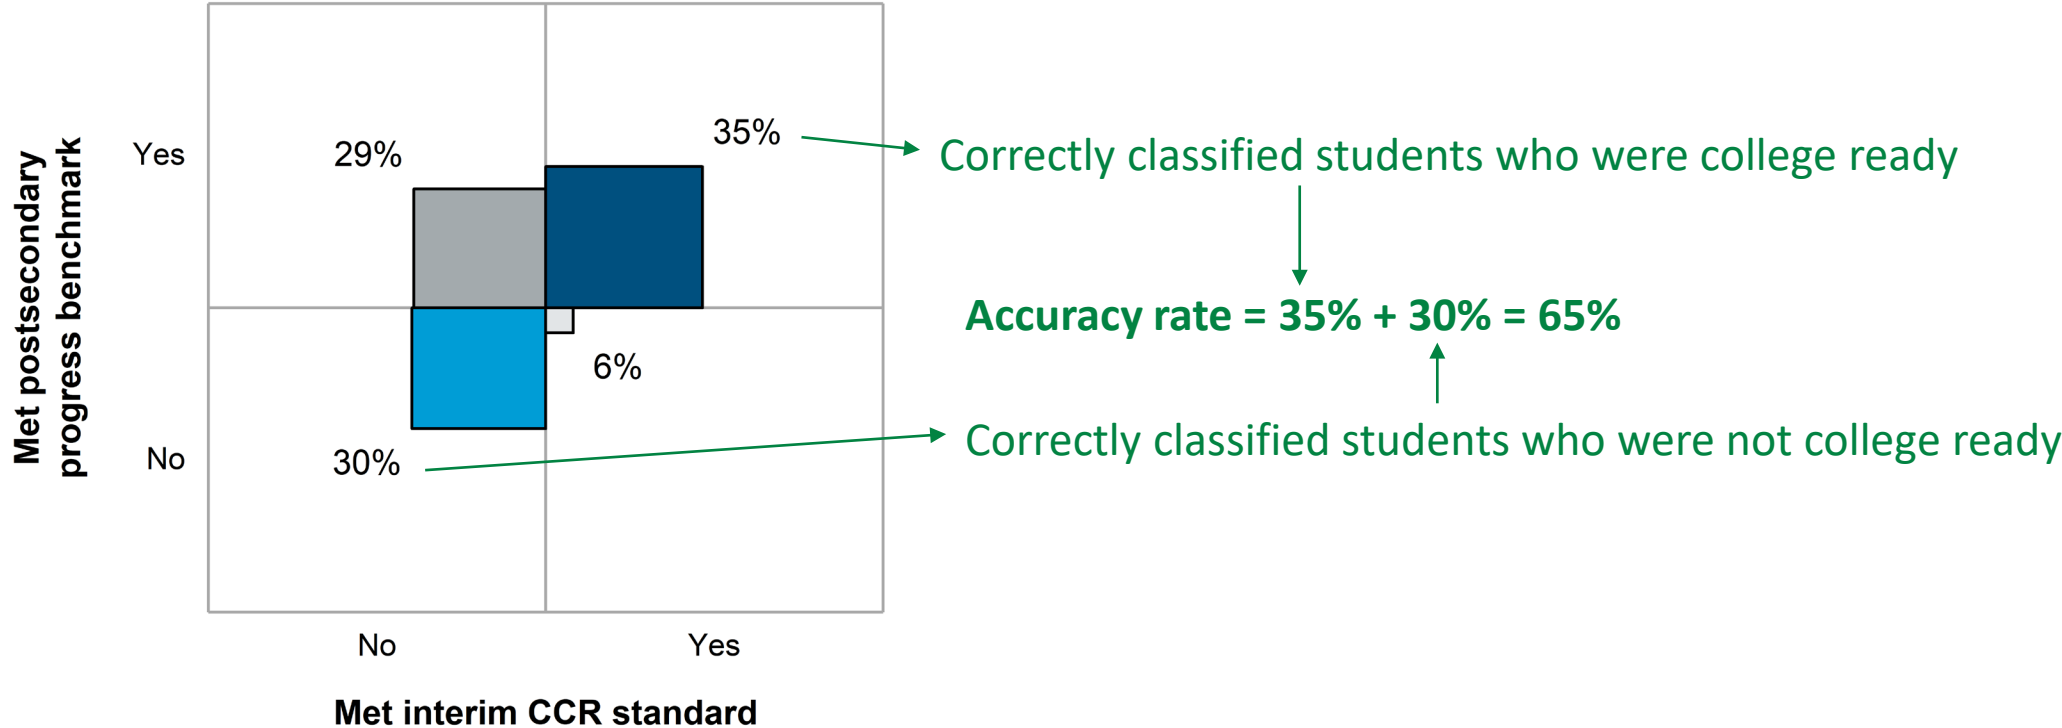 Met postsecondary
progress benchmark
Yes
No
29%
35%
30%
6%
No
Yes
Met interim CCR standard
Correctly classified students who were college ready
Accuracy rate = 35% + 30% = 65%
Correctly classified students who were not college ready